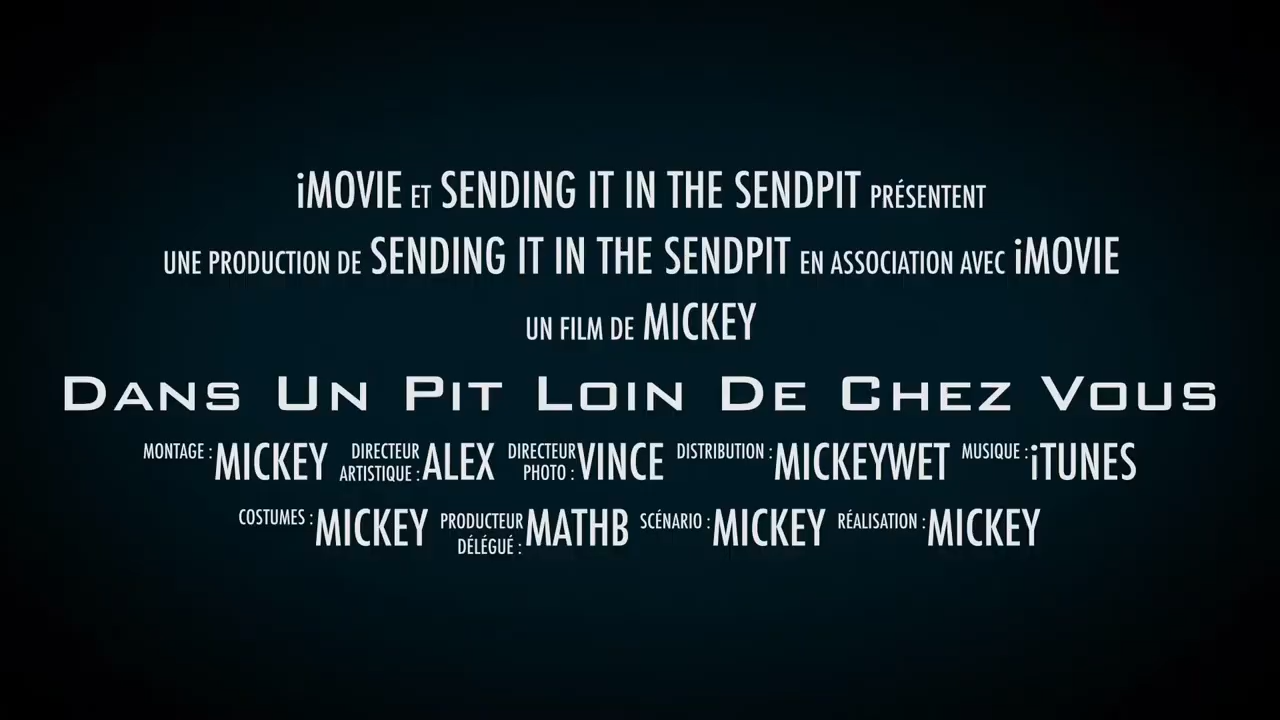 iMOVIE ET SENDING IT IN THE SENDPIT PRÉSENTENT
UNE PRODUCTION DE SENDING IT IN THE SENDPIT EN ASSOCIATION AVEC iMOVIE
UN FILM DE MICKEY
DANS UN PIT LOIN DE CHEZ VOUS
MONTAGE : MICKEY DIRECTEUR ARTISTIQUE : ALEX DIRECTEUR PHOTO : VINCE DISTRIBUTION : MICKEYWET MUSIQUE : iTUNES
COSTUMES : MICKEY PRODUCTEUR DÉLÉGUÉ : MATHB SCÉNARIO : MICKEY RÉALISATION : MICKEY